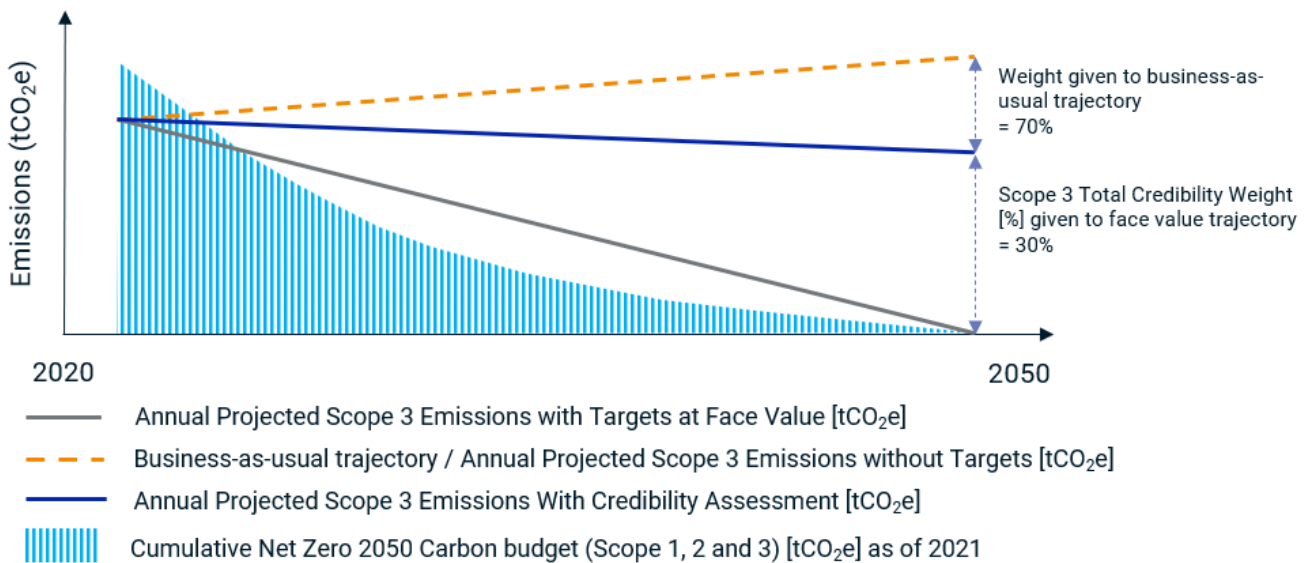 Emissions (tCO₂e)
Weight given to business-as-
usual trajectory
= 70%
Scope 3 Total Credibility Weight
[%] given to face value trajectory
= 30%
2020
2050
Annual Projected Scope 3 Emissions with Targets at Face Value [tCO₂e]
Business-as-usual trajectory / Annual Projected Scope 3 Emissions without Targets [tCO₂e]
Annual Projected Scope 3 Emissions With Credibility Assessment [tCO₂e]
Cumulative Net Zero 2050 Carbon budget (Scope 1, 2 and 3) [tCO₂e] as of 2021